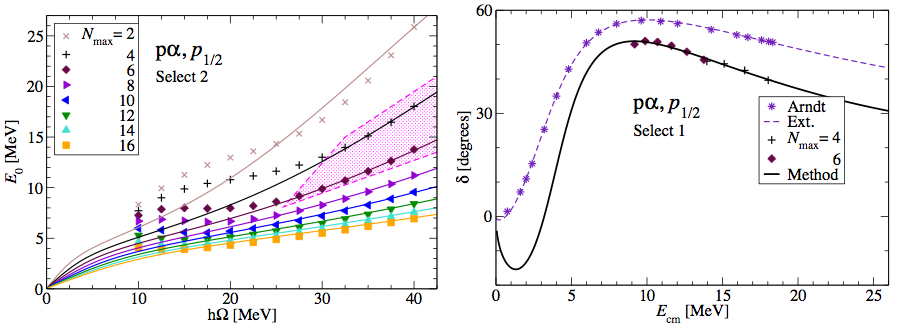 25
20
15
10
5
0
E0 [MeV]
Nmax= 2
4
6
8
10
12
14
16
pα, p1/2
Select 2
0
10
20
30
40
hΩ [MeV]
60
30
0
δ [degrees]
pα, p1/2
Select 1
Arndt
Ext.
Nmax= 4
6
Method
0
5
10
15
20
25
Ecm [MeV]